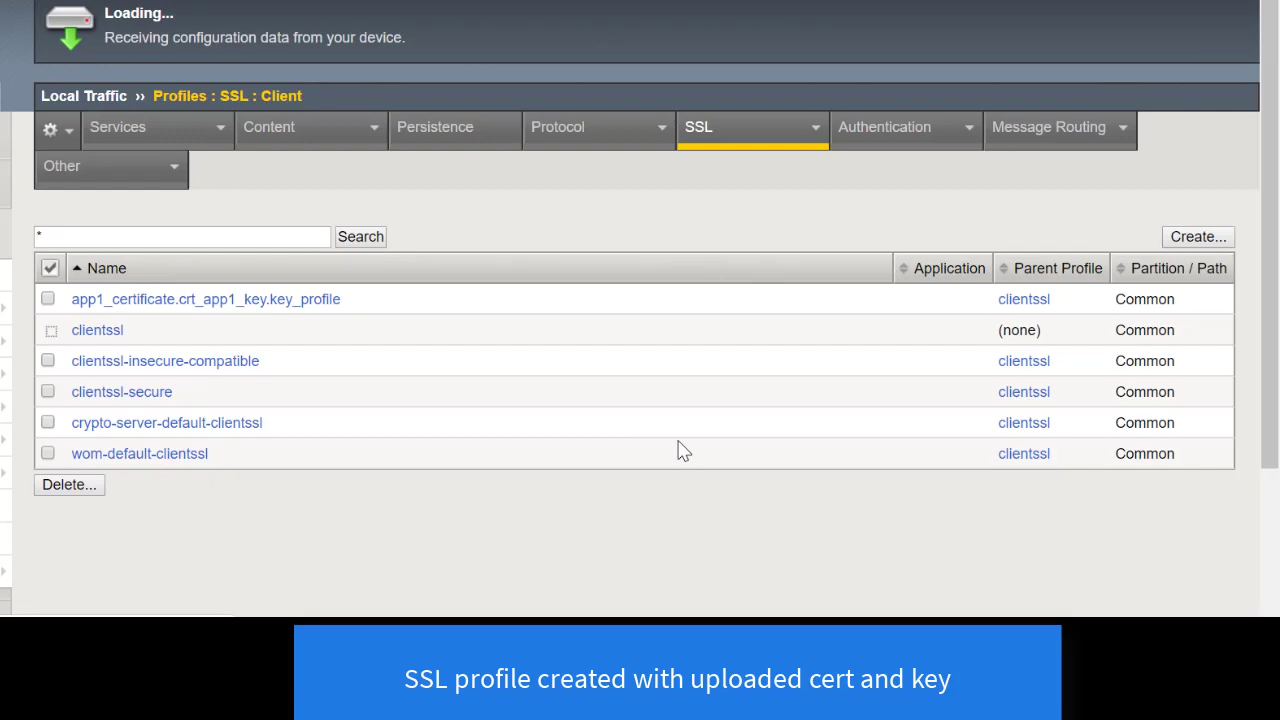 Loading...
Receiving configuration data from your device.
Local Traffic ›› Profiles : SSL : Client
Services Content Persistence Protocol SSL Authentication Message Routing
Other
* Search Create...
Name Application Parent Profile Partition / Path
app1_certificate.crt_app1_key.key_profile clientssl Common
clientssl (none) Common
clientssl-insecure-compatible clientssl Common
clientssl-secure clientssl Common
crypto-server-default-clientssl clientssl Common
wom-default-clientssl clientssl Common
Delete...
SSL profile created with uploaded cert and key